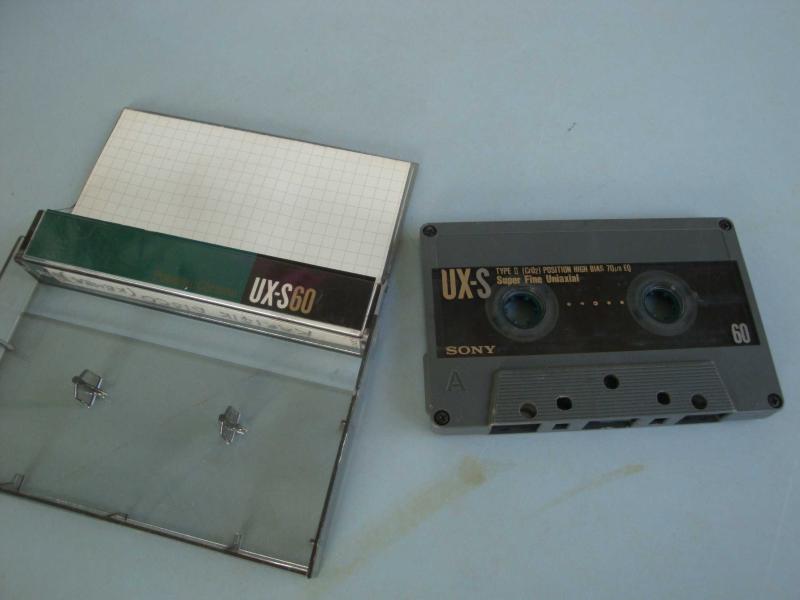 UX-S60
UX-S
TYPE II (CrO2) POSITION HIGH BIAS 70μs EQ
Super Fine Uniaxial
60
SONY
A